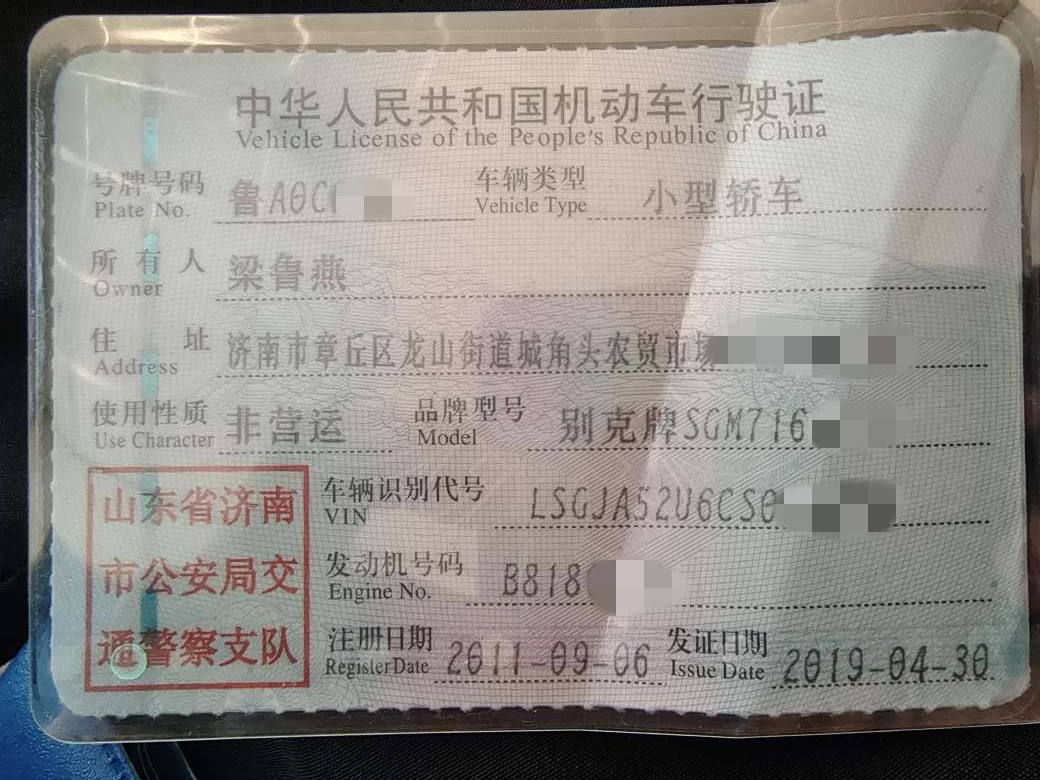 中华人民共和国机动车行驶证
Vehicle License of the People's Republic of China
号牌号码 鲁A0C 车辆类型 小型轿车
Plate No. Vehicle Type
所有人 梁鲁燕
Owner
住址 济南市章丘区龙山街道城角头农贸市场
Address
使用性质 非营运 品牌型号 别克牌SGM716
Use Character Model
山东省济南 车辆识别代号 LSGJA52U6CS0
VIN
市公安局交 发动机号码 B818
Engine No.
通警察支队 注册日期 2011-09-06 发证日期 2019-04-30
Register Date Issue Date